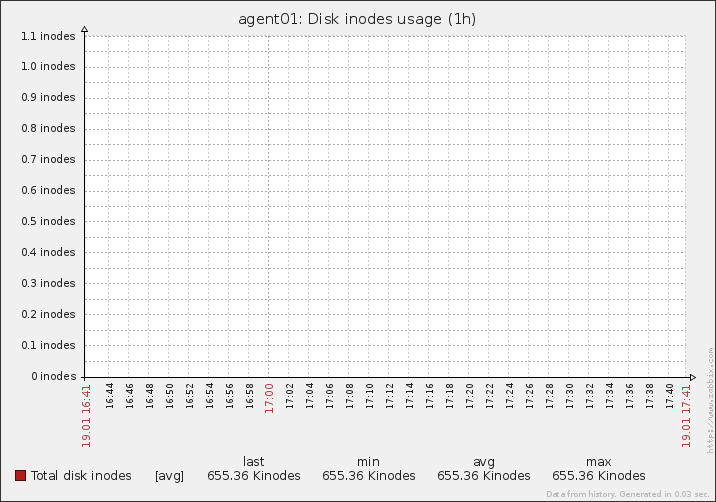 agent01: Disk inodes usage (1h)
1.1 inodes
1.0 inodes
0.9 inodes
0.8 inodes
0.7 inodes
0.6 inodes
0.5 inodes
0.4 inodes
0.3 inodes
0.2 inodes
0.1 inodes
0 inodes
19.01 16:41 16:44 16:46 16:48 16:50 16:52 16:54 16:56 16:58 17:00 17:02 17:04 17:06 17:08 17:10 17:12 17:14 17:16 17:18 17:20 17:22 17:24 17:26 17:28 17:30 17:32 17:34 17:36 17:38 17:40 19.01 17:41
last min avg max
Total disk inodes [avg] 655.36 Kinodes 655.36 Kinodes 655.36 Kinodes 655.36 Kinodes
http://www.zabbix.com
Data from history. Generated in 0.03 sec.